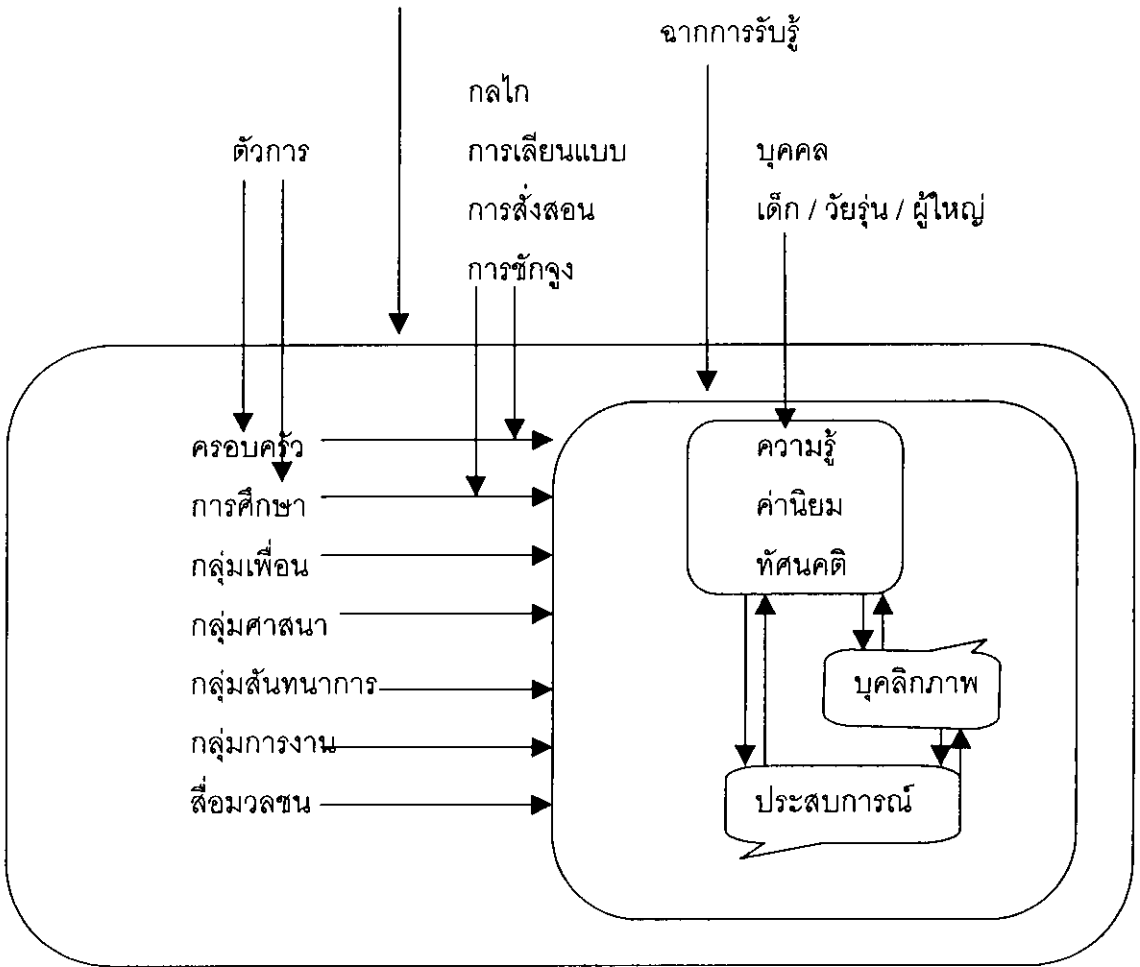 ฉากการรับรู้
กลไก
ตัวการ
การเลียนแบบ
บุคคล
การสั่งสอน
เด็ก / วัยรุ่น / ผู้ใหญ่
การชักจูง
ครอบครัว
ความรู้
การศึกษา
ค่านิยม
กลุ่มเพื่อน
ทัศนคติ
กลุ่มศาสนา
กลุ่มสันทนาการ
บุคลิกภาพ
กลุ่มการงาน
สื่อมวลชน
ประสบการณ์